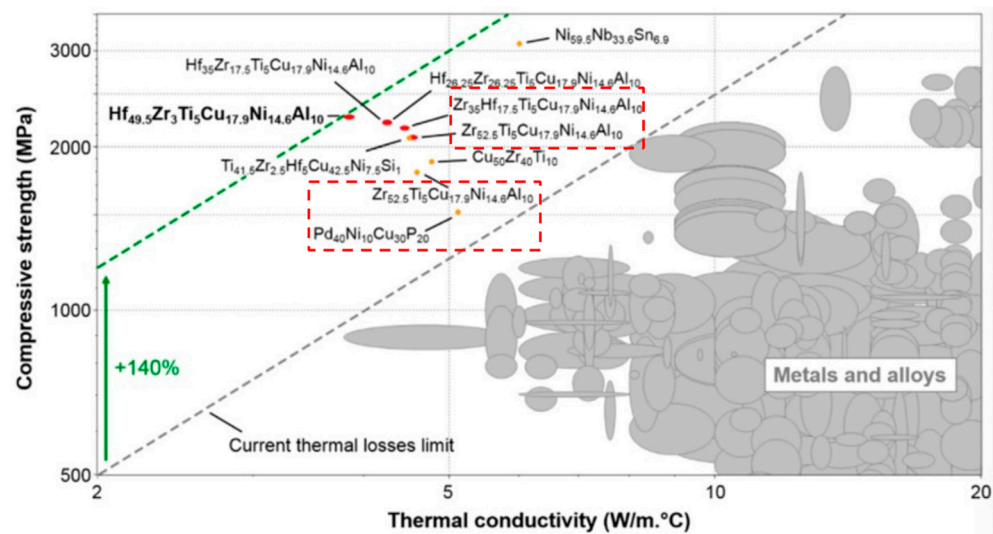 3000
2000
1000
500
Compressive strength (MPa)
Ni₅₉.₅Nb₃₃.₆Sn₆.₉
Hf₃₅Zr₁₇.₅Ti₅Cu₁₇.₉Ni₁₄.₆Al₁₀
Hf₂₆.₂₅Zr₂₆.₂₅Ti₅Cu₁₇.₉Ni₁₄.₆Al₁₀
Hf₄₉.₅Zr₃Ti₅Cu₁₇.₉Ni₁₄.₆Al₁₀
Zr₃₅Hf₁₇.₅Ti₅Cu₁₇.₉Ni₁₄.₆Al₁₀
Zr₅₂.₅Ti₅Cu₁₇.₉Ni₁₄.₆Al₁₀
Ti₄₁.₅Zr₂.₅Hf₅Cu₄₂.₅Ni₇.₅Si₁
Cu₅₀Zr₄₀Ti₁₀
Zr₅₂.₅Ti₅Cu₁₇.₉Ni₁₄.₆Al₁₀
Pd₄₀Ni₁₀Cu₃₀P₂₀
+140%
Metals and alloys
Current thermal losses limit
2
5
10
20
Thermal conductivity (W/m.°C)